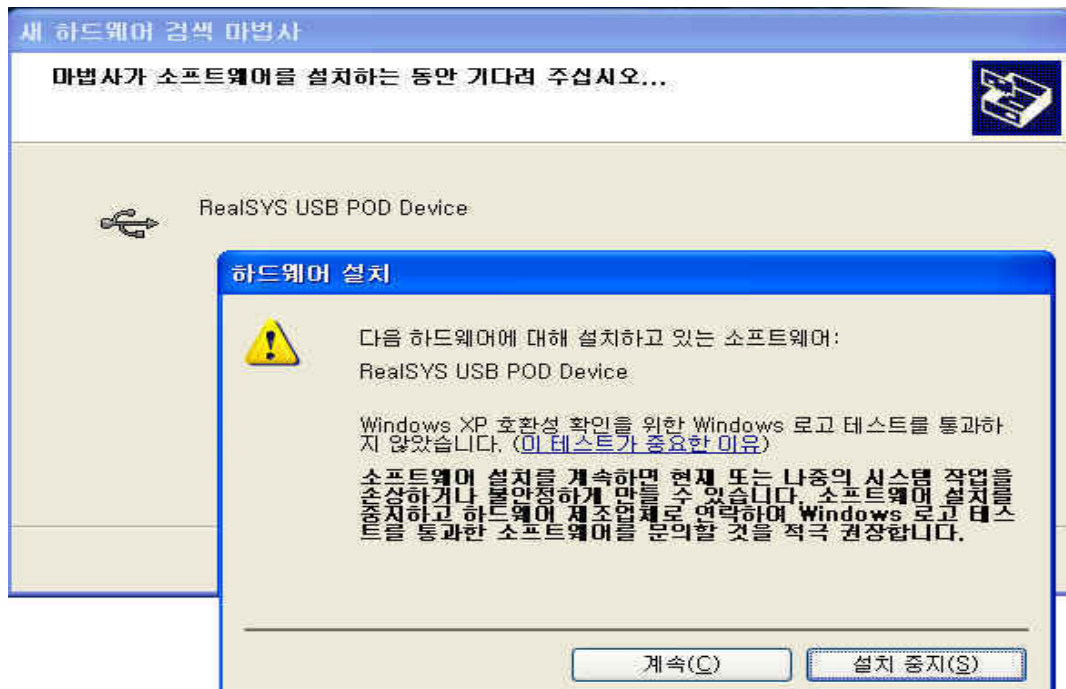 새 하드웨어 검색 마법사
마법사가 소프트웨어를 설치하는 동안 기다려 주십시오...
RealSYS USB POD Device
하드웨어 설치
다음 하드웨어에 대해 설치하고 있는 소프트웨어:
RealSYS USB POD Device
Windows XP 호환성 확인을 위한 Windows 로고 테스트를 통과하
지 않았습니다. (이 테스트가 중요한 이유)
소프트웨어 설치를 계속하면 현재 또는 나중의 시스템 작업을
손상하거나 불안정하게 만들 수 있습니다. 소프트웨어 설치를
중지하고 하드웨어 제조업체로 연락하여 Windows 로고 테스
트를 통과한 소프트웨어를 문의할 것을 적극 권장합니다.
계속(C)
설치 중지(S)